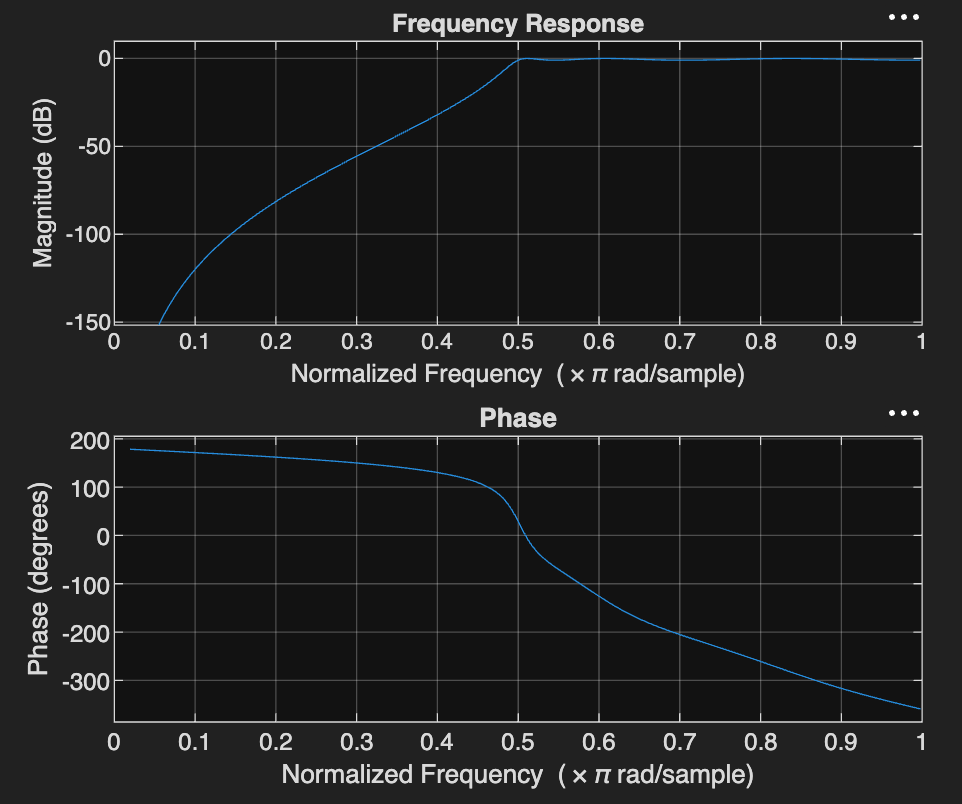 Frequency Response
0
-50
-100
-150
Magnitude (dB)
0 0.1 0.2 0.3 0.4 0.5 0.6 0.7 0.8 0.9 1
Normalized Frequency (× π rad/sample)
Phase
200
100
0
-100
-200
-300
Phase (degrees)
0 0.1 0.2 0.3 0.4 0.5 0.6 0.7 0.8 0.9 1
Normalized Frequency (× π rad/sample)